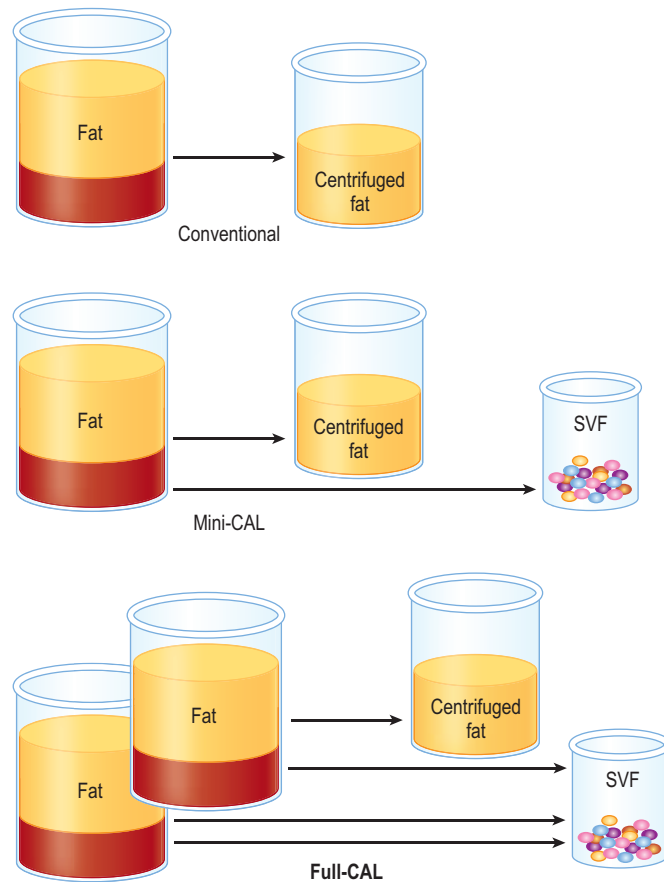 Fat
Centrifuged
fat
Conventional
Fat
Centrifuged
fat
SVF
Mini-CAL
Fat
Fat
Centrifuged
fat
SVF
Full-CAL